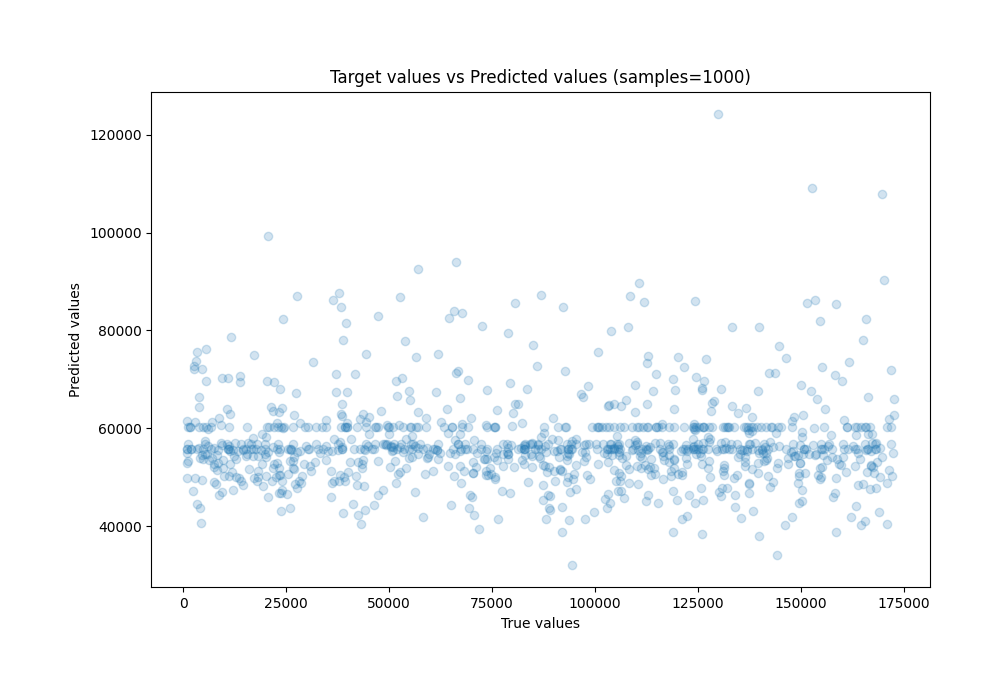 Target values vs Predicted values (samples=1000)
120000
100000
80000
60000
40000
Predicted values
0 25000 50000 75000 100000 125000 150000 175000
True values